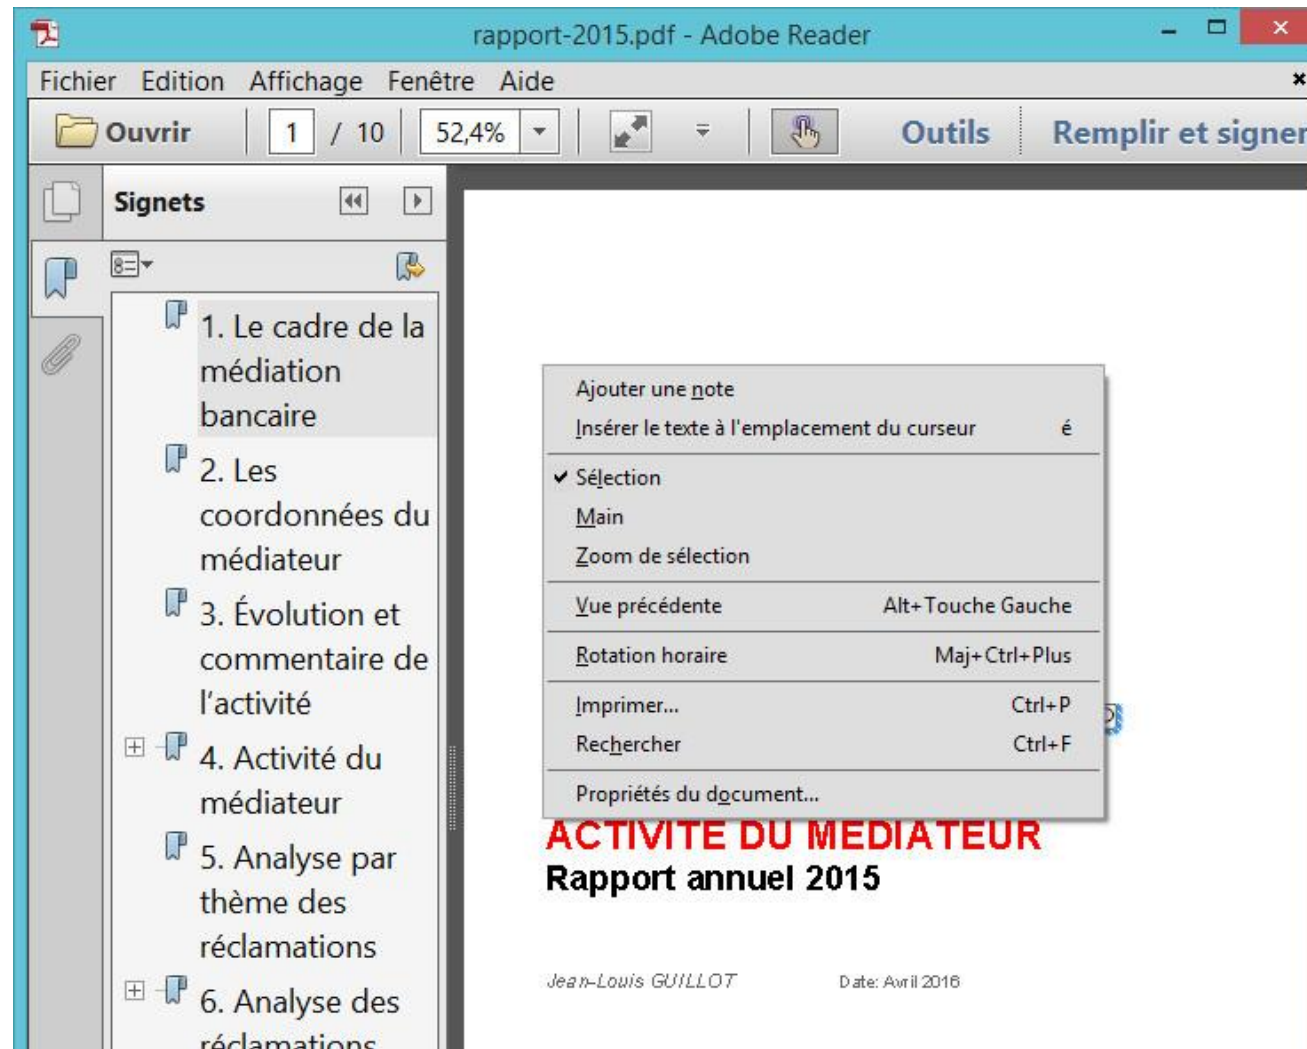 rapport-2015.pdf - Adobe Reader
Fichier Edition Affichage Fenêtre Aide
Ouvrir 1 / 10 52,4% Outils Remplir et signer
Signets
1. Le cadre de la
médiation
bancaire
2. Les
coordonnées du
médiateur
3. Évolution et
commentaire de
l'activité
4. Activité du
médiateur
5. Analyse par
thème des
réclamations
6. Analyse des
réclamations
Ajouter une note
Insérer le texte à l'emplacement du curseur é
Sélection
Main
Zoom de sélection
Vue précédente Alt+Touche Gauche
Rotation horaire Maj+Ctrl+Plus
Imprimer... Ctrl+P
Rechercher Ctrl+F
Propriétés du document...
ACTIVITE DU MEDIATEUR
Rapport annuel 2015
Jean-Louis GUILLOT Date: Avril 2016